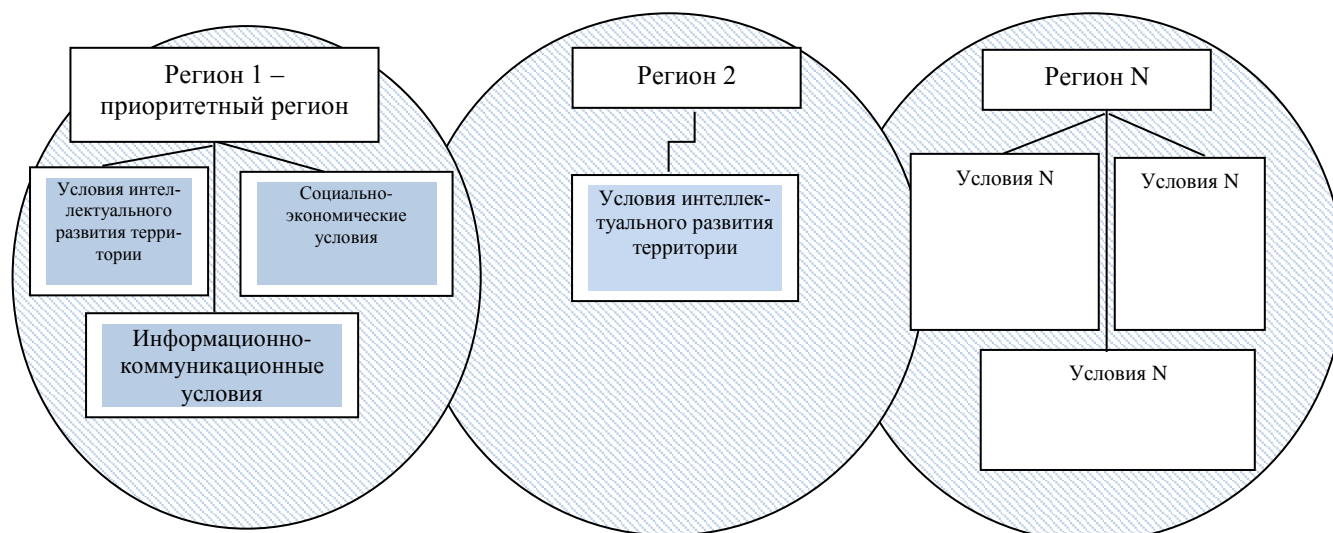 Регион 1 –
приоритетный регион
Условия интел-
лектуального
развития терри-
тории
Социально-
экономические
условия
Информационно-
коммуникационные
условия
Регион 2
Условия интеллек-
туального развития
территории
Регион N
Условия N
Условия N
Условия N